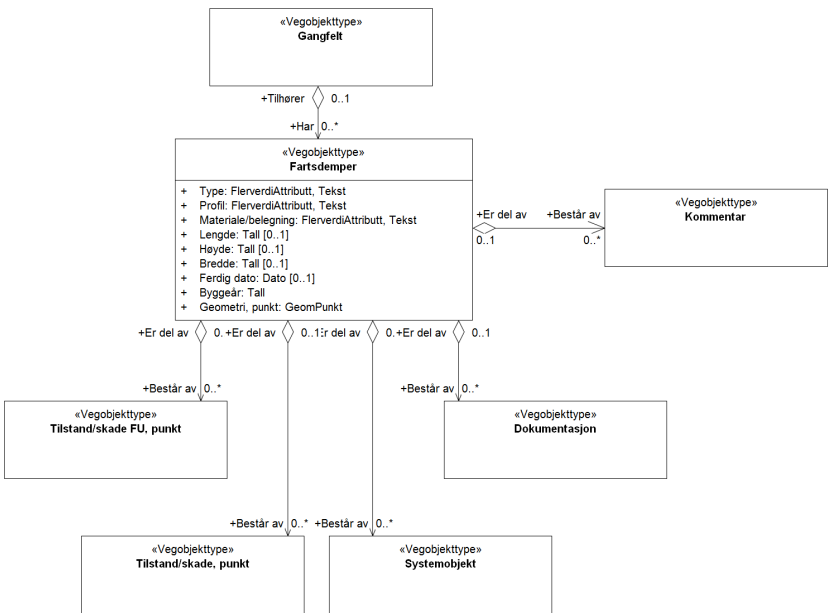 «Vegobjekttype»
Gangfelt
+Tilhører 0..1
+Har 0..*
«Vegobjekttype»
Fartsdemper
+ Type: FlerverdiAttributt, Tekst
+ Profil: FlerverdiAttributt, Tekst
+ Materiale/belegning: FlerverdiAttributt, Tekst
+ Lengde: Tall [0..1]
+ Høyde: Tall [0..1]
+ Bredde: Tall [0..1]
+ Ferdig dato: Dato [0..1]
+ Byggeår: Tall
+ Geometri, punkt: GeomPunkt
+Er del av +Består av
0..1 0..*
«Vegobjekttype»
Kommentar
+Er del av 0. +Er del av 0..1 r del av 0. +Er del av 0..1
+Består av 0..* +Består av 0..*
«Vegobjekttype»
Tilstand/skade FU, punkt
«Vegobjekttype»
Dokumentasjon
+Består av 0..* +Består av 0..*
«Vegobjekttype»
Tilstand/skade, punkt
«Vegobjekttype»
Systemobjekt